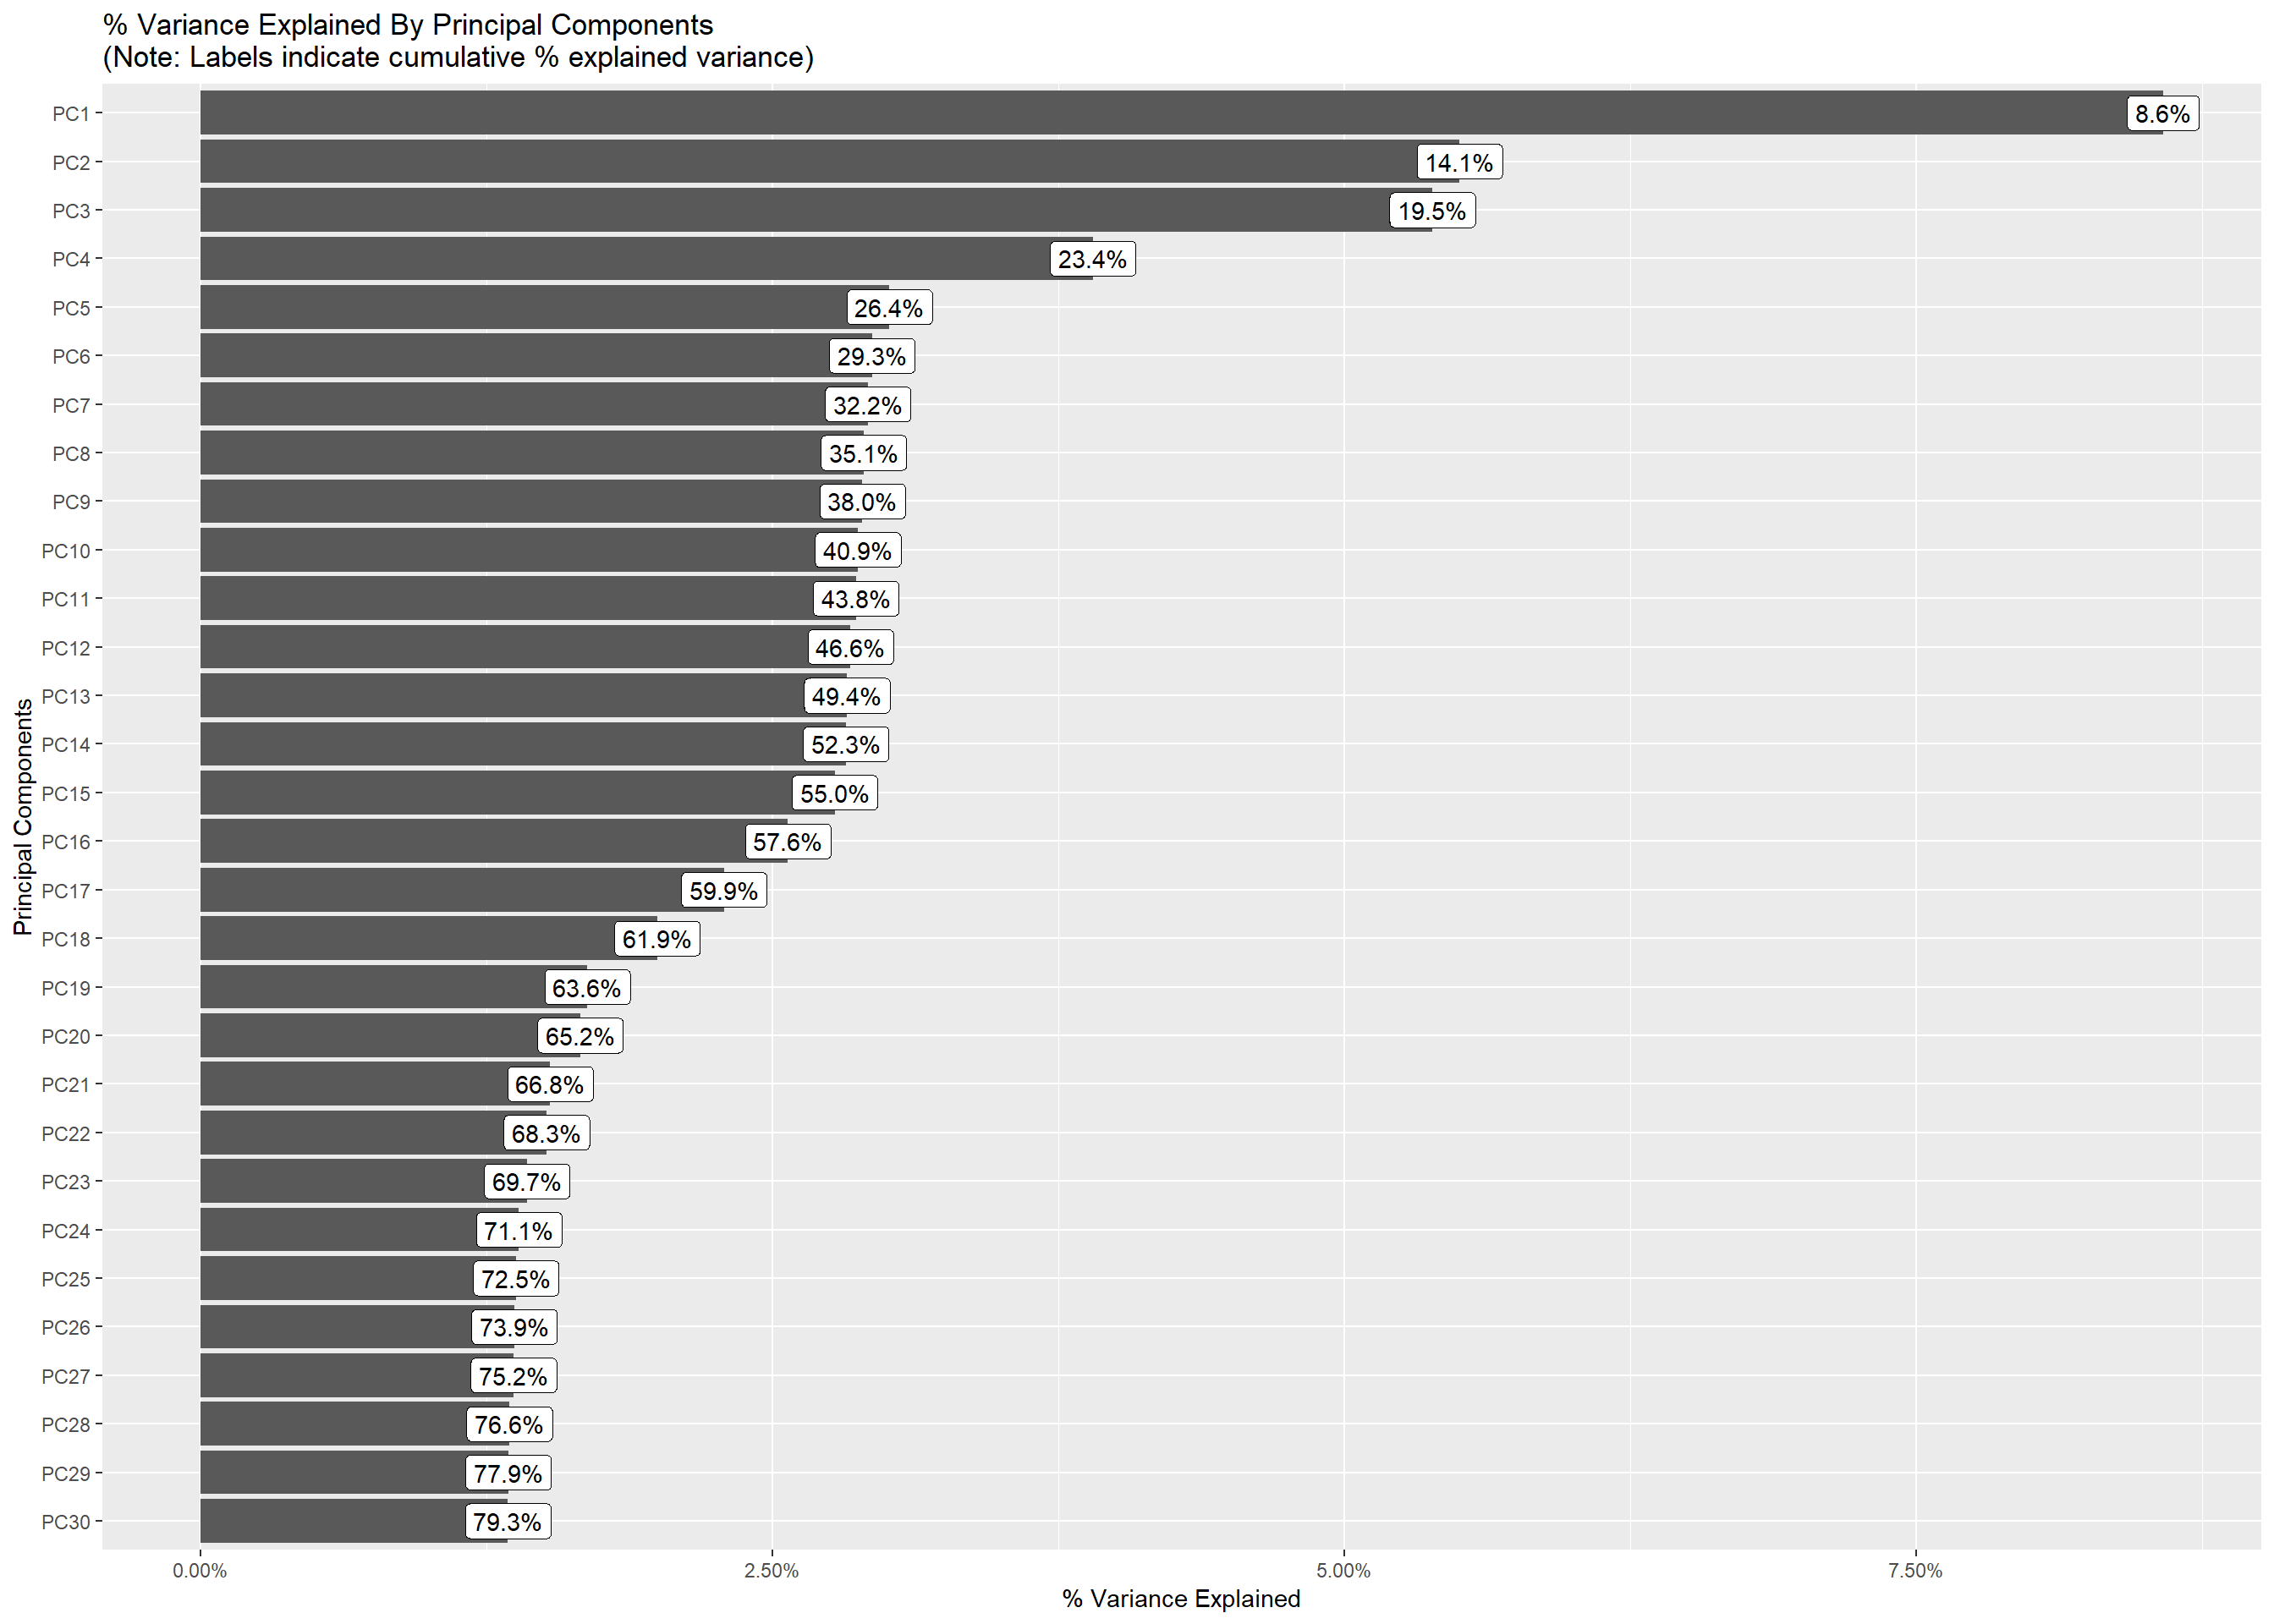 % Variance Explained By Principal Components
(Note: Labels indicate cumulative % explained variance)
PC1 8.6%
PC2 14.1%
PC3 19.5%
PC4 23.4%
PC5 26.4%
PC6 29.3%
PC7 32.2%
PC8 35.1%
PC9 38.0%
PC10 40.9%
PC11 43.8%
PC12 46.6%
PC13 49.4%
PC14 52.3%
PC15 55.0%
PC16 57.6%
PC17 59.9%
PC18 61.9%
PC19 63.6%
PC20 65.2%
PC21 66.8%
PC22 68.3%
PC23 69.7%
PC24 71.1%
PC25 72.5%
PC26 73.9%
PC27 75.2%
PC28 76.6%
PC29 77.9%
PC30 79.3%
Principal Components
0.00% 2.50% 5.00% 7.50%
% Variance Explained